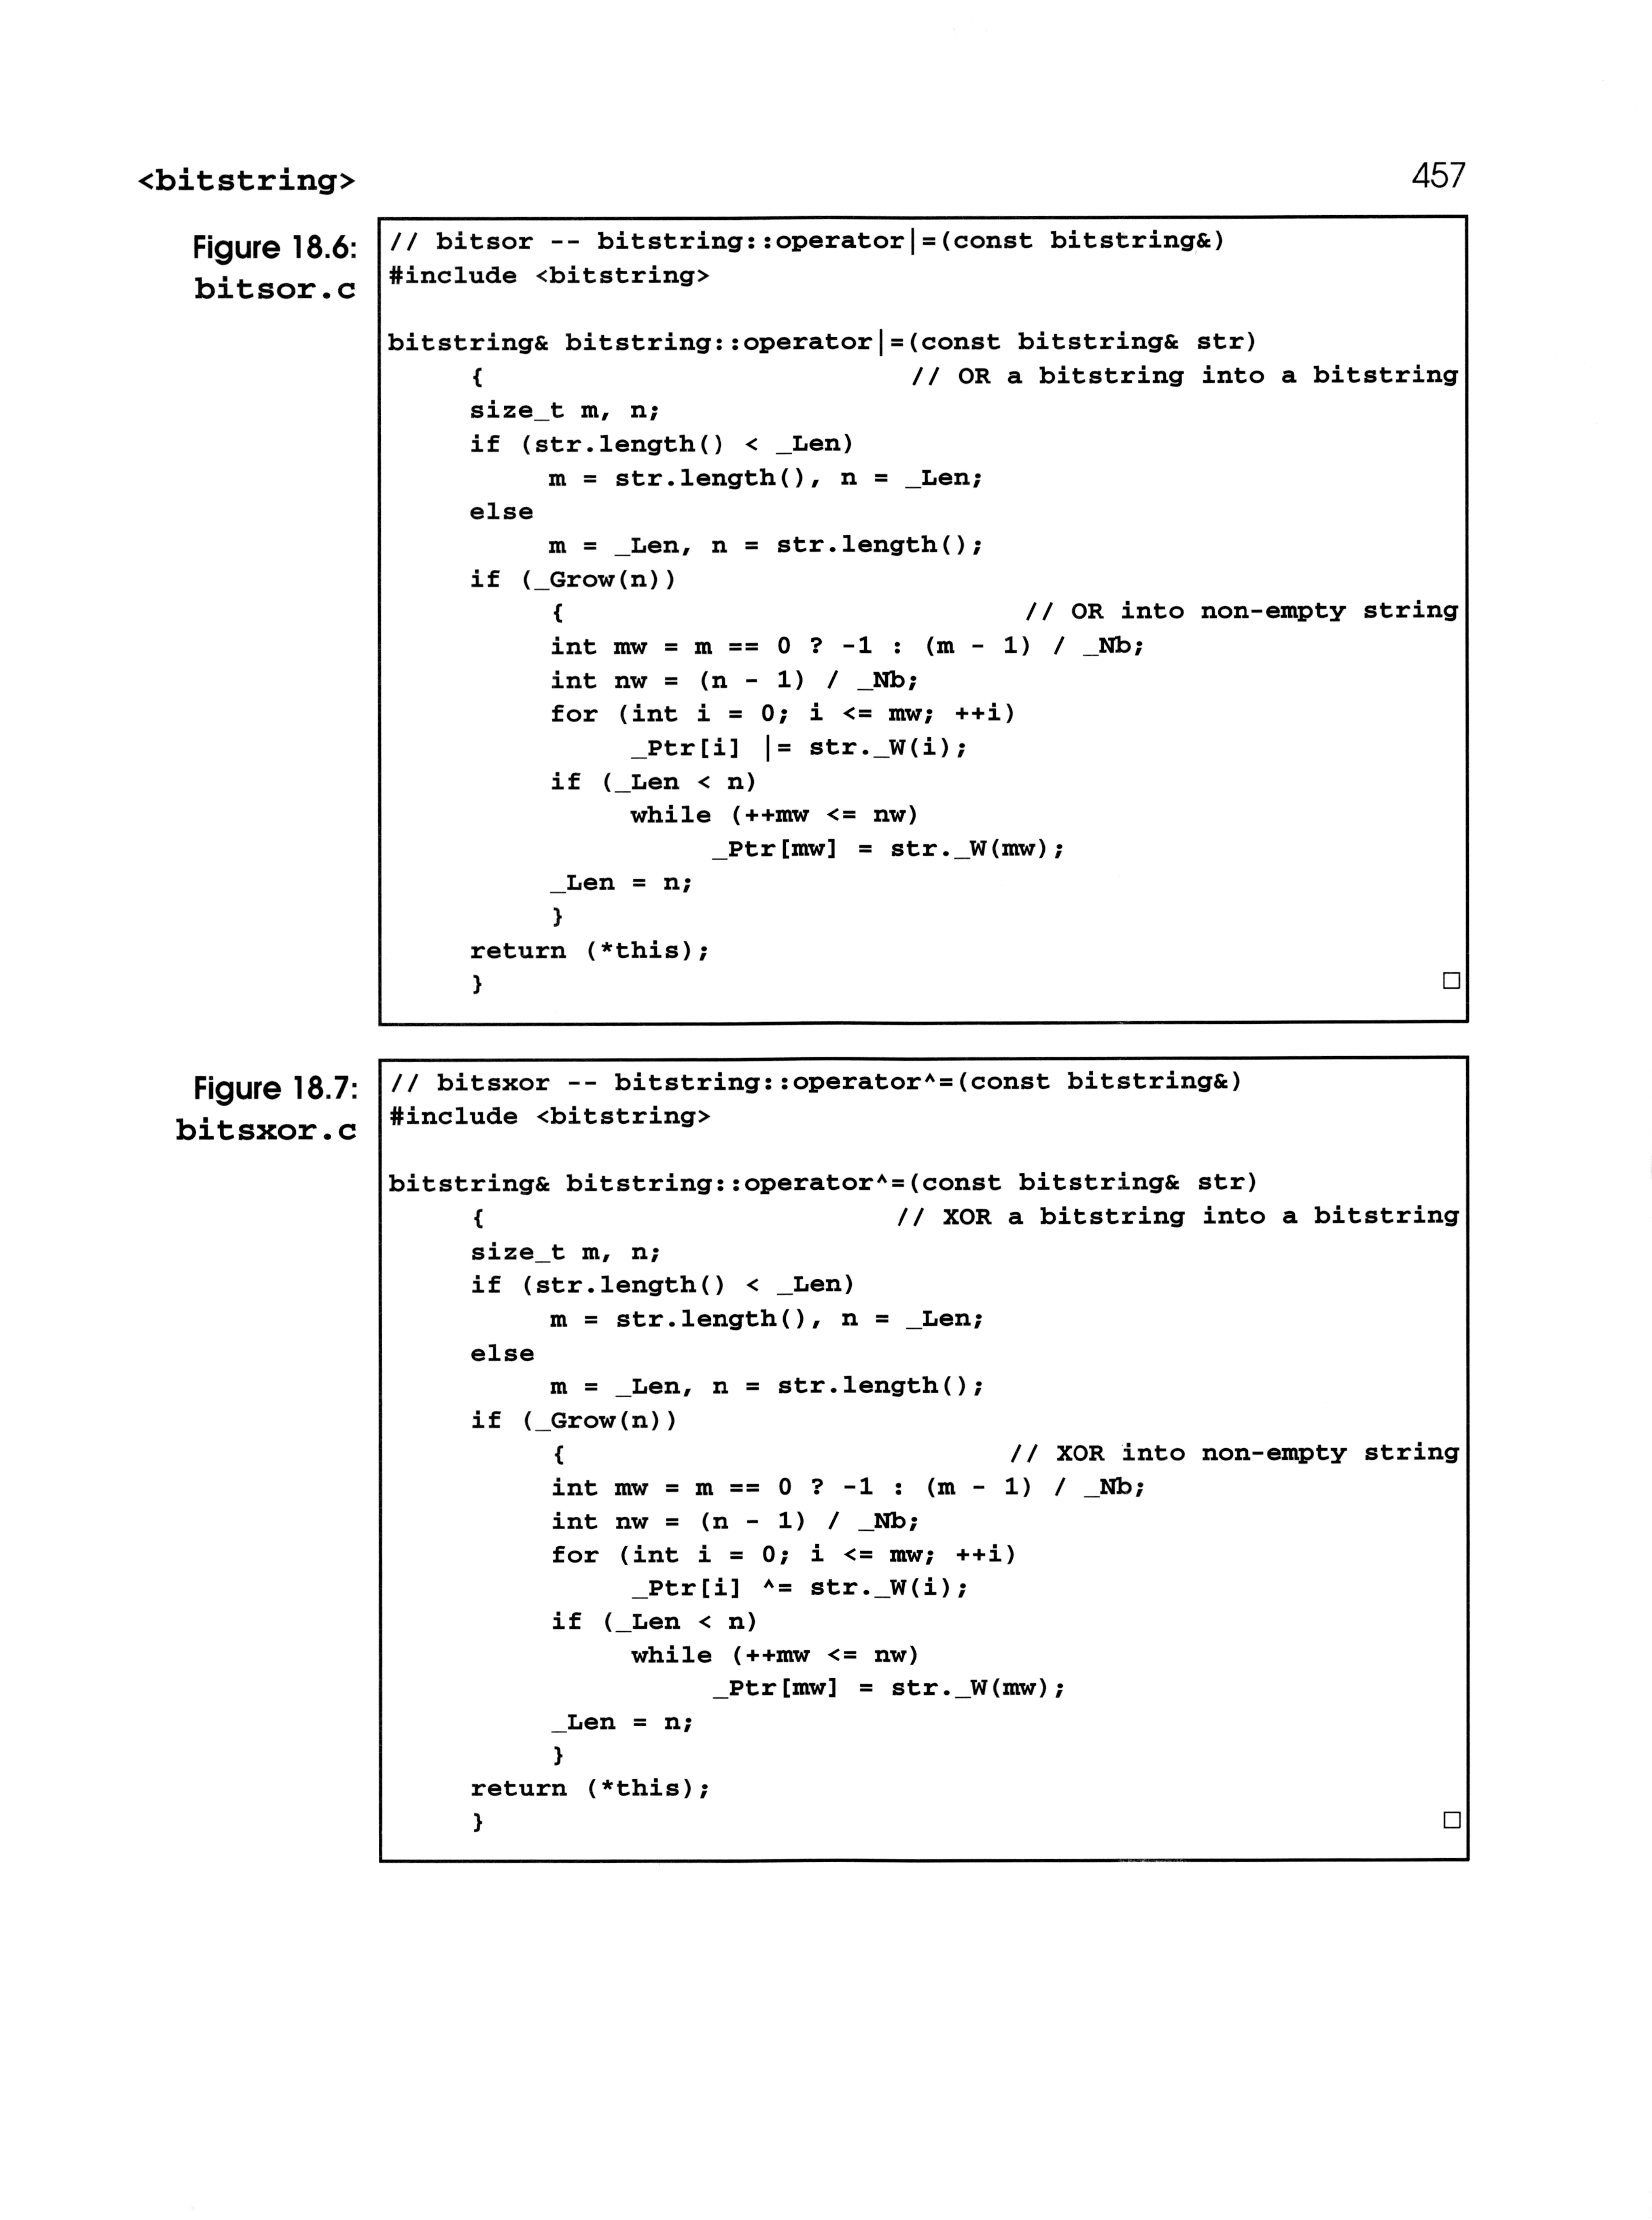 <bitstring>
457
Figure 18.6:
bitsor.c
// bitsor -- bitstring::operator|=(const bitstring&)
#include <bitstring>

bitstring& bitstring::operator|=(const bitstring& str)
	{	// OR a bitstring into a bitstring
	size_t m, n;
	if (str.length() < _Len)
		m = str.length(), n = _Len;
	else
		m = _Len, n = str.length();
	if (_Grow(n))
		{	// OR into non-empty string
		int mw = m == 0 ? -1 : (m - 1) / _Nb;
		int nw = (n - 1) / _Nb;
		for (int i = 0; i <= mw; ++i)
			_Ptr[i] |= str._W(i);
		if (_Len < n)
			while (++mw <= nw)
				_Ptr[mw] = str._W(mw);
		_Len = n;
		}
	return (*this);
	}	□
Figure 18.7:
bitsxor.c
// bitsxor -- bitstring::operator^=(const bitstring&)
#include <bitstring>

bitstring& bitstring::operator^=(const bitstring& str)
	{	// XOR a bitstring into a bitstring
	size_t m, n;
	if (str.length() < _Len)
		m = str.length(), n = _Len;
	else
		m = _Len, n = str.length();
	if (_Grow(n))
		{	// XOR into non-empty string
		int mw = m == 0 ? -1 : (m - 1) / _Nb;
		int nw = (n - 1) / _Nb;
		for (int i = 0; i <= mw; ++i)
			_Ptr[i] ^= str._W(i);
		if (_Len < n)
			while (++mw <= nw)
				_Ptr[mw] = str._W(mw);
		_Len = n;
		}
	return (*this);
	}	□